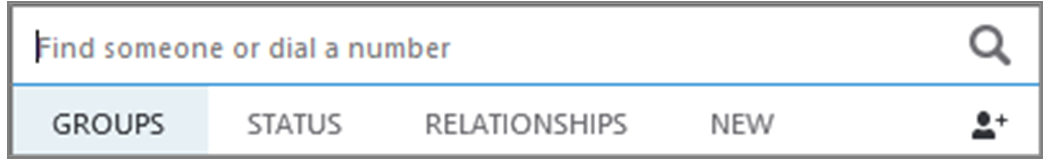 Find someone or dial a number
GROUPS STATUS RELATIONSHIPS NEW